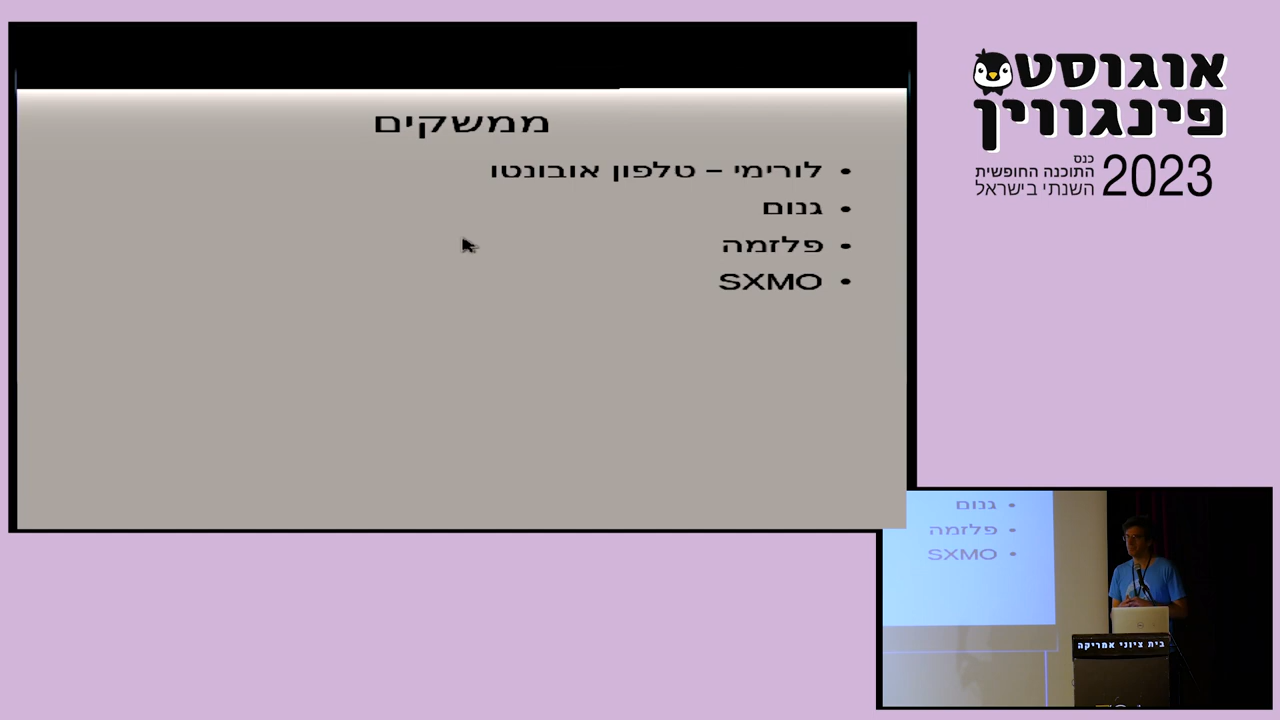 ממשקים
• לורימי – טלפון אובונטו
• גנום
• פלזמה
• SXMO
אוגוסט
פינגווין
כנס
התוכנה החופשית
השנתי בישראל
2023
• גנום
• פלזמה
• SXMO
בית ציוני אמריקה